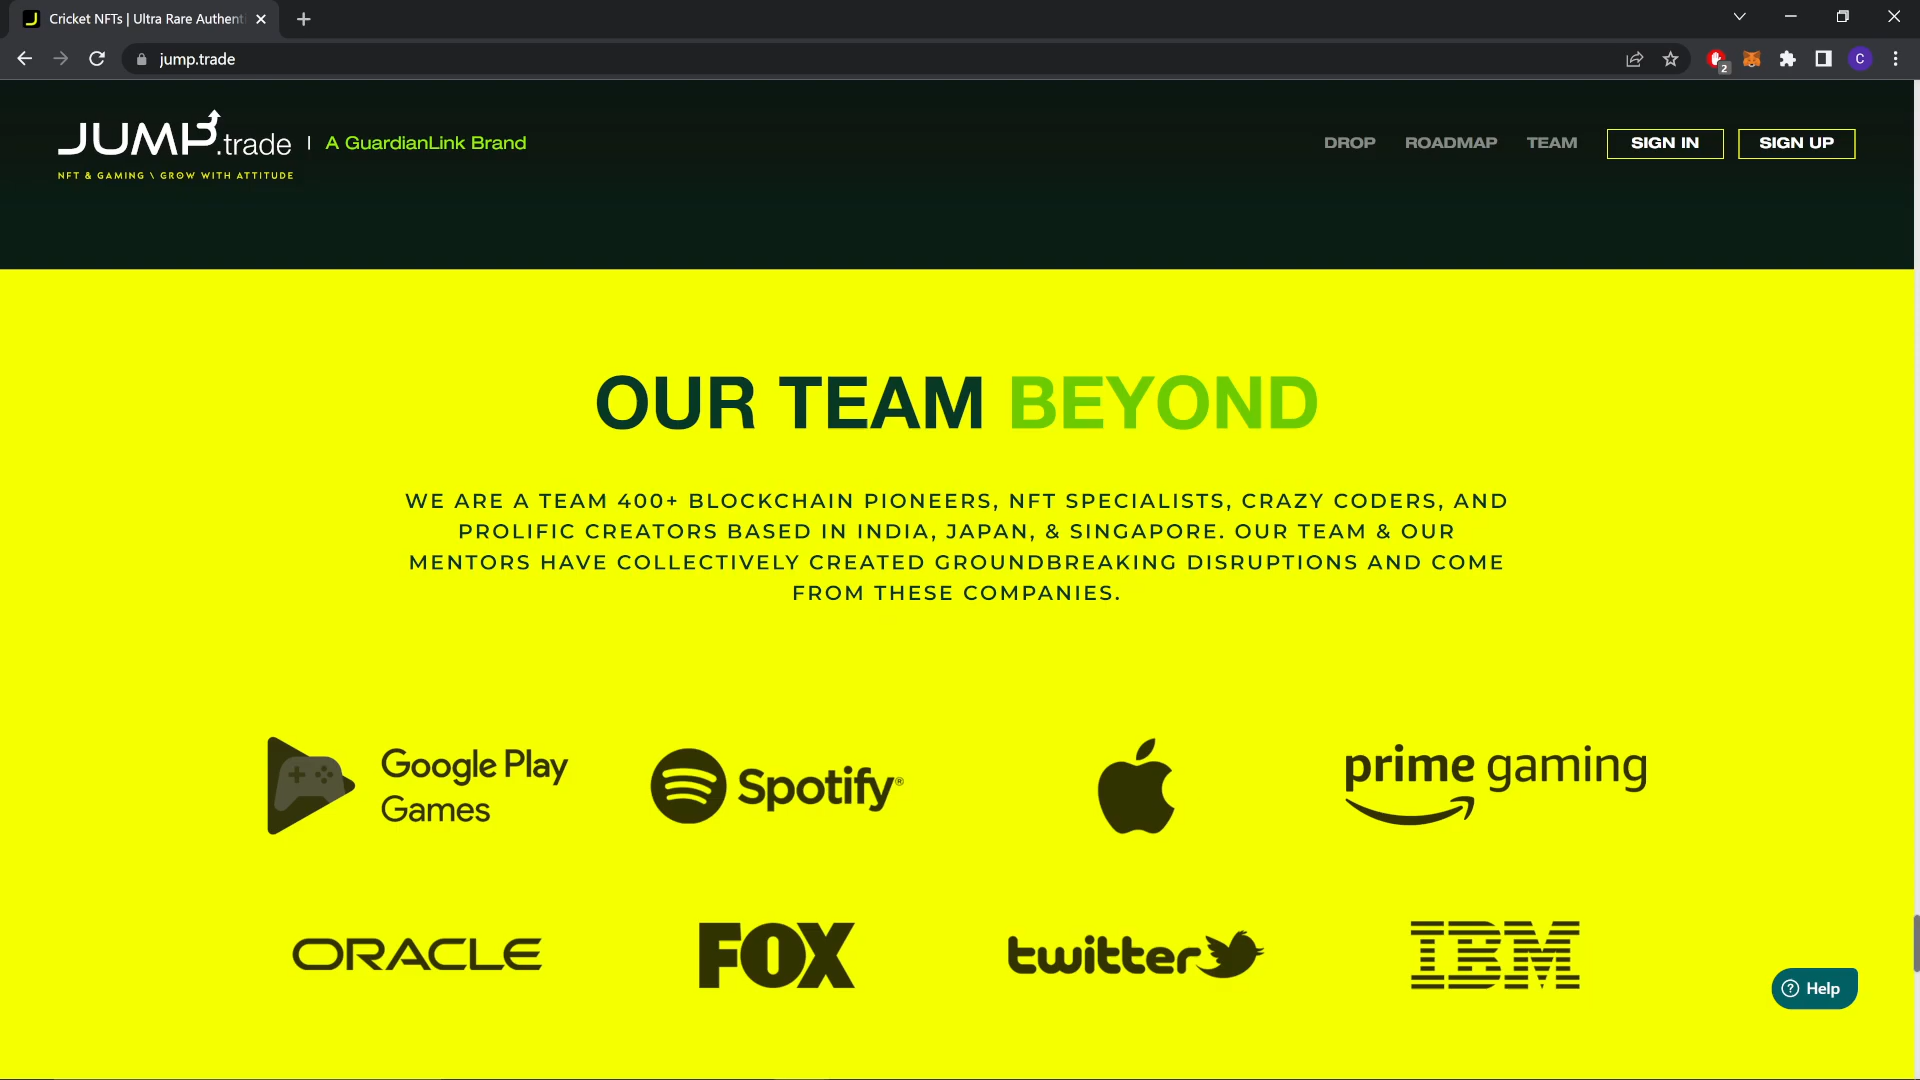 Cricket NFTs | Ultra Rare Authent
jump.trade
2
C
JUMP.trade | A GuardianLink Brand
NFT & GAMING \ GROW WITH ATTITUDE
DROP ROADMAP TEAM SIGN IN SIGN UP
OUR TEAM BEYOND
WE ARE A TEAM 400+ BLOCKCHAIN PIONEERS, NFT SPECIALISTS, CRAZY CODERS, AND
PROLIFIC CREATORS BASED IN INDIA, JAPAN, & SINGAPORE. OUR TEAM & OUR
MENTORS HAVE COLLECTIVELY CREATED GROUNDBREAKING DISRUPTIONS AND COME
FROM THESE COMPANIES.
Google Play
Games
Spotify®
prime gaming
ORACLE
FOX
twitter
IBM
Help